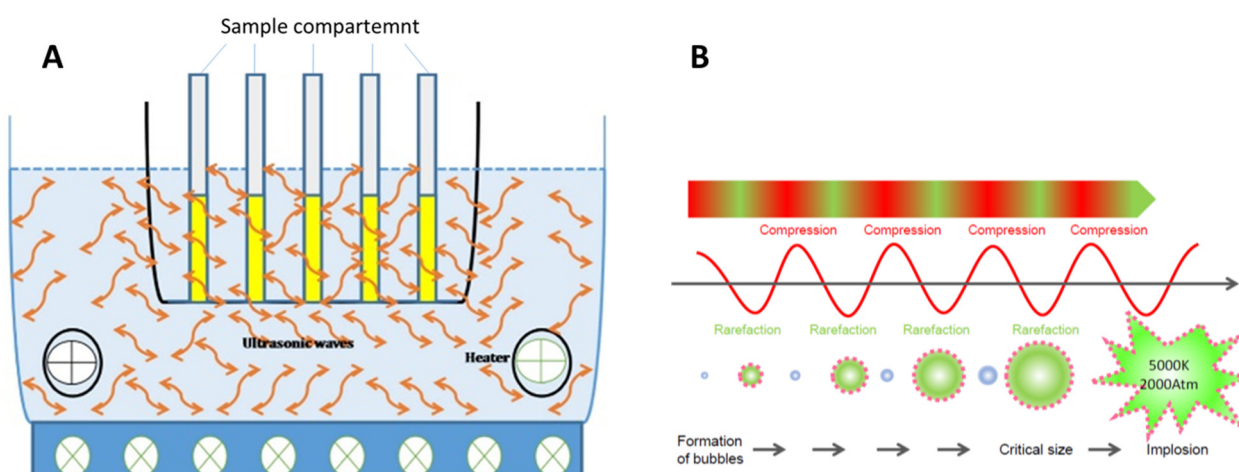 Sample compartemnt
A
Ultrasonic waves
Heater
B
Compression Compression Compression Compression
Rarefaction Rarefaction Rarefaction Rarefaction
5000K
2000Atm
Formation
of bubbles
Critical size
Implosion